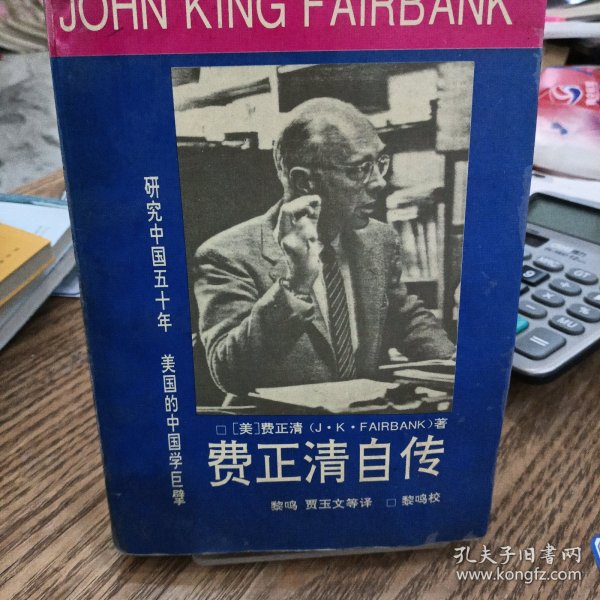 JOHN KING FAIRBANK
研究中国五十年 美国的中国学巨擘
□ [美]费正清 (J·K·FAIRBANK) 著
费正清自传
黎鸣 贾玉文等译 □ 黎鸣校
孔夫子旧书网
www.kongfz.com